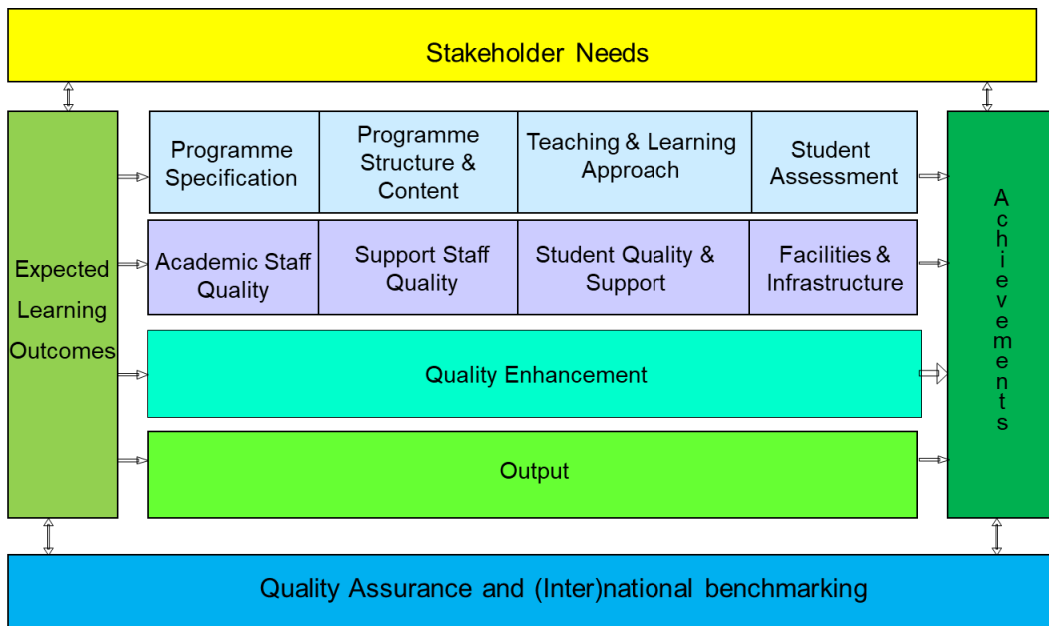 Stakeholder Needs
Expected
Learning
Outcomes
Programme
Specification
Programme
Structure &
Content
Teaching & Learning
Approach
Student
Assessment
Academic Staff
Quality
Support Staff
Quality
Student Quality &
Support
Facilities &
Infrastructure
Quality Enhancement
Output
Achievements
Quality Assurance and (Inter)national benchmarking